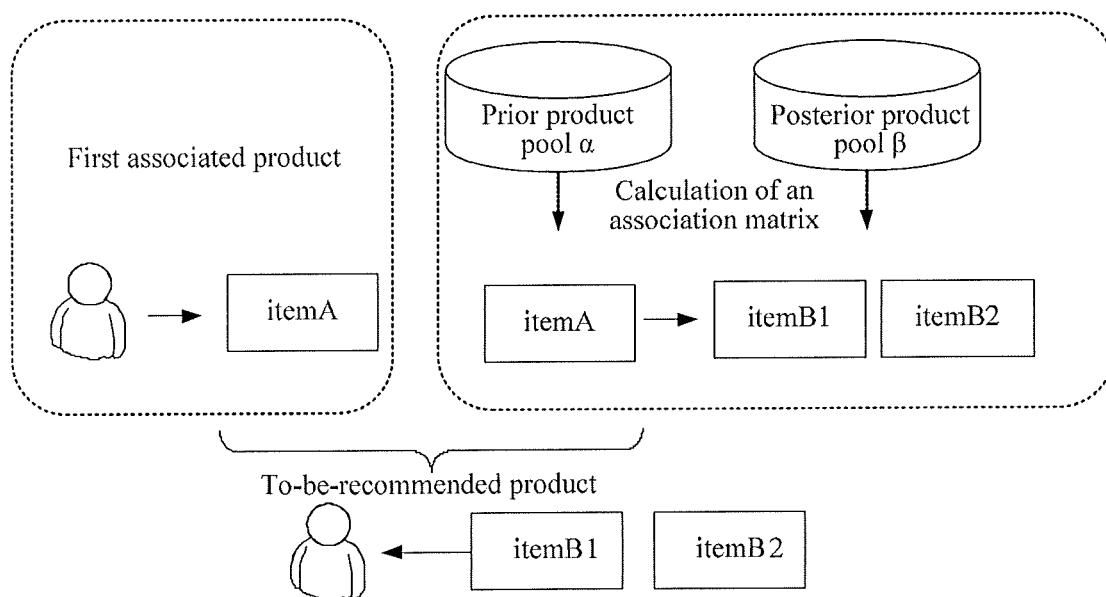 First associated product
itemA
Prior product
pool α
Posterior product
pool β
Calculation of an
association matrix
itemA
itemB1
itemB2
To-be-recommended product
itemB1
itemB2